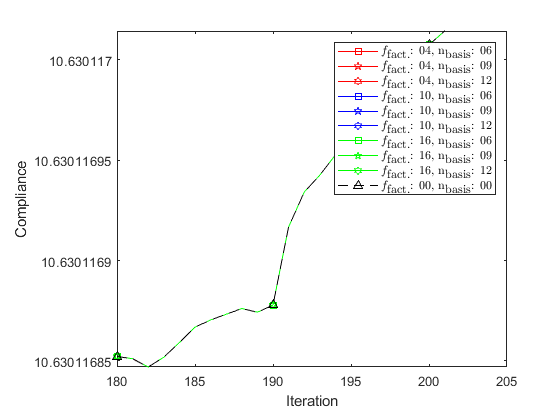 10.630117
10.63011695
10.6301169
10.63011685
Compliance
180 185 190 195 200 205
Iteration
f_fact.: 04, n_basis: 06
f_fact.: 04, n_basis: 09
f_fact.: 04, n_basis: 12
f_fact.: 10, n_basis: 06
f_fact.: 10, n_basis: 09
f_fact.: 10, n_basis: 12
f_fact.: 16, n_basis: 06
f_fact.: 16, n_basis: 09
f_fact.: 16, n_basis: 12
f_fact.: 00, n_basis: 00